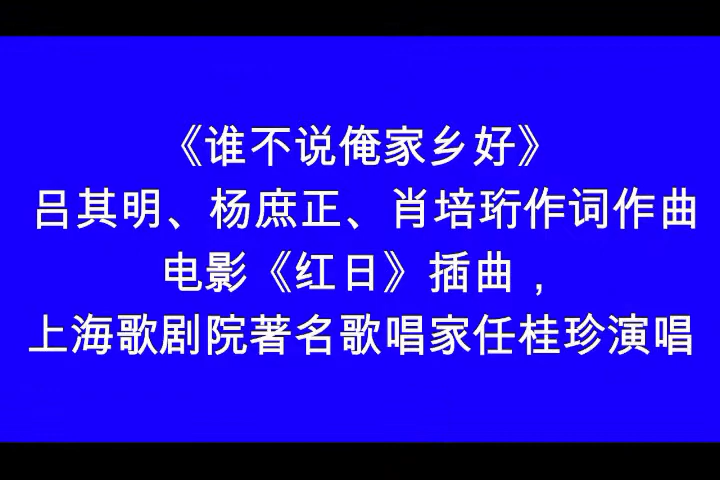 《谁不说俺家乡好》
吕其明、杨庶正、肖培珩作词作曲
电影《红日》插曲，
上海歌剧院著名歌唱家任桂珍演唱